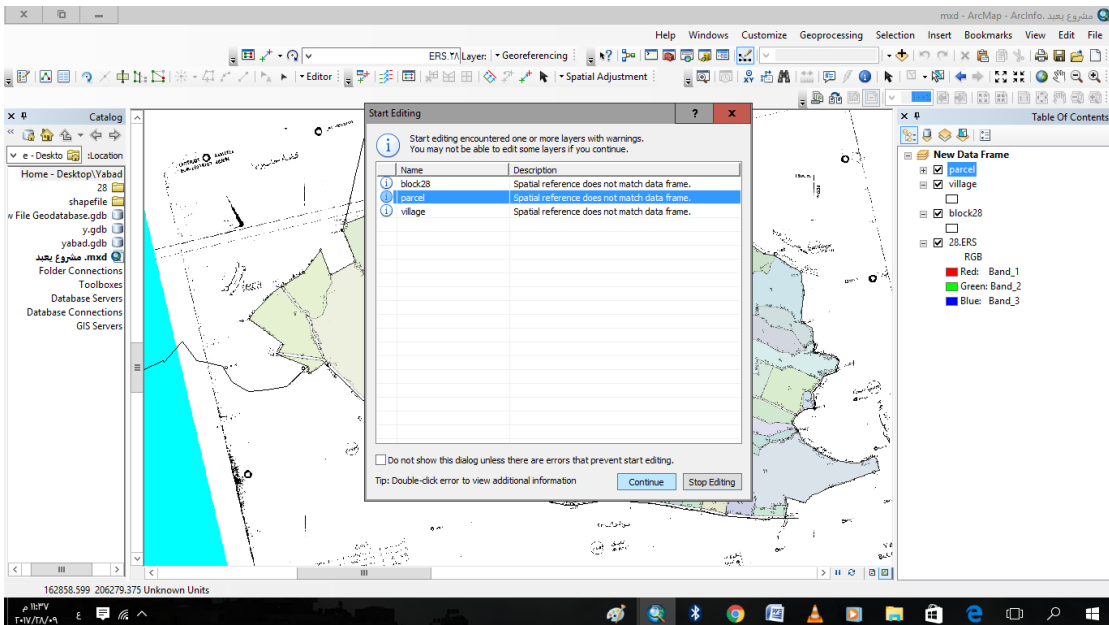 مشروع يعبد .mxd - ArcMap - ArcInfo
File Edit View Bookmarks Insert Selection Geoprocessing Customize Windows Help
Georeferencing Layer: ٢٨.ERS
Spatial Adjustment
Editor
Catalog
Location: e - Deskto
Home - Desktop\Yabad
28
shapefile
w File Geodatabase.gdb
y.gdb
yabad.gdb
مشروع يعبد .mxd
Folder Connections
Toolboxes
Database Servers
Database Connections
GIS Servers
Start Editing
Start editing encountered one or more layers with warnings.
You may not be able to edit some layers if you continue.
Name Description
block28 Spatial reference does not match data frame.
parcel Spatial reference does not match data frame.
village Spatial reference does not match data frame.
Do not show this dialog unless there are errors that prevent start editing.
Tip: Double-click error to view additional information
Continue Stop Editing
Table Of Contents
New Data Frame
parcel
village
block28
28.ERS
RGB
Red: Band_1
Green: Band_2
Blue: Band_3
162858.599 206279.375 Unknown Units
١١:٣٧ م
ع